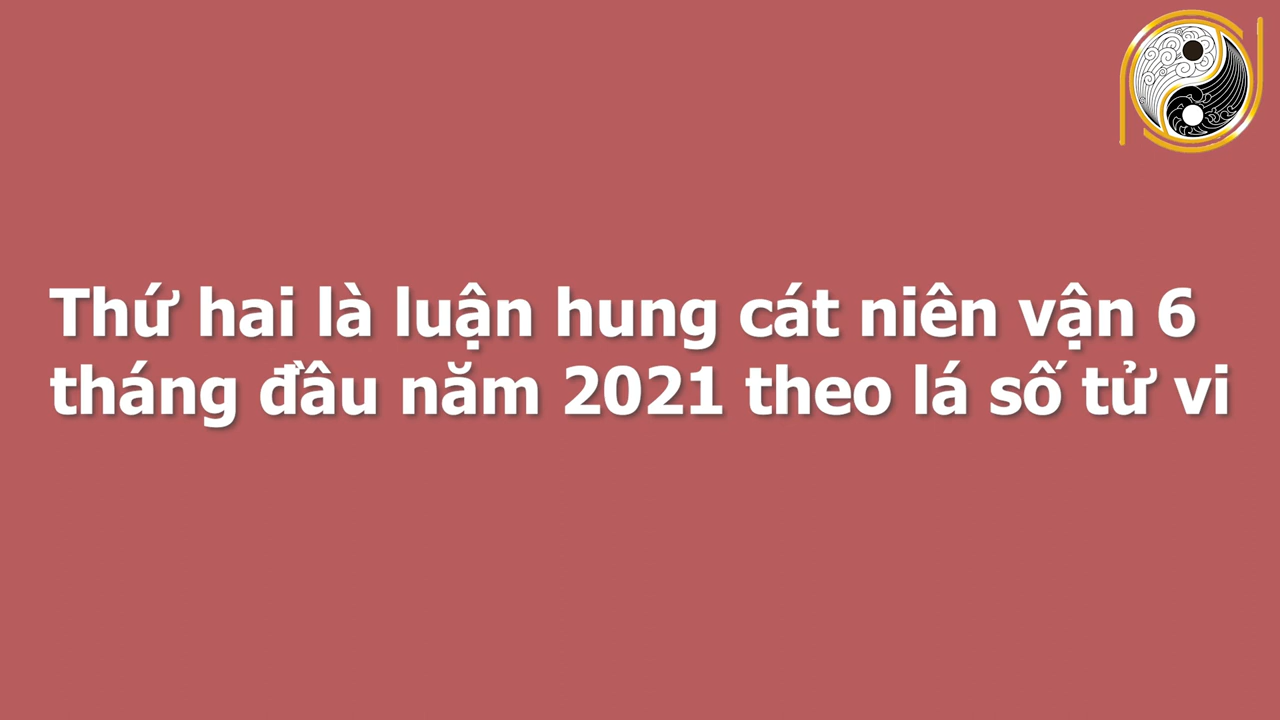 Thứ hai là luận hung cát niên vận 6
tháng đầu năm 2021 theo lá số tử vi